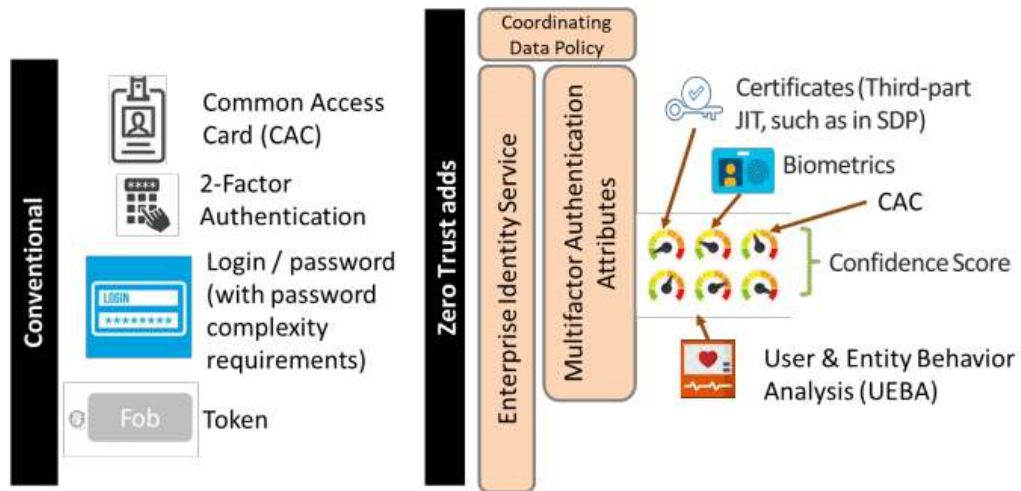 Conventional
Common Access
Card (CAC)
****
2-Factor
Authentication
LOGIN
********
Login / password
(with password
complexity
requirements)
Fob
Token
Zero Trust adds
Coordinating
Data Policy
Enterprise Identity Service
Multifactor Authentication
Attributes
Certificates (Third-part
JIT, such as in SDP)
Biometrics
CAC
Confidence Score
User & Entity Behavior
Analysis (UEBA)